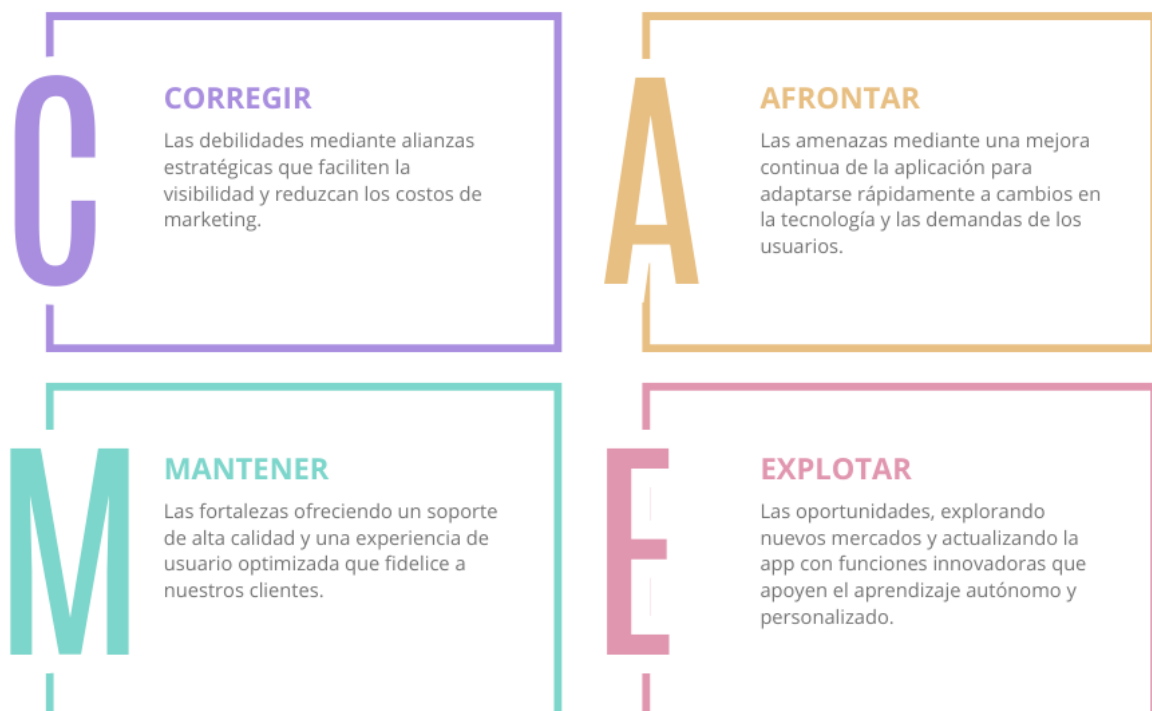 C
CORREGIR
Las debilidades mediante alianzas
estratégicas que faciliten la
visibilidad y reduzcan los costos de
marketing.
A
AFRONTAR
Las amenazas mediante una mejora
continua de la aplicación para
adaptarse rápidamente a cambios en
la tecnología y las demandas de los
usuarios.
M
MANTENER
Las fortalezas ofreciendo un soporte
de alta calidad y una experiencia de
usuario optimizada que fidelice a
nuestros clientes.
E
EXPLOTAR
Las oportunidades, explorando
nuevos mercados y actualizando la
app con funciones innovadoras que
apoyen el aprendizaje autónomo y
personalizado.